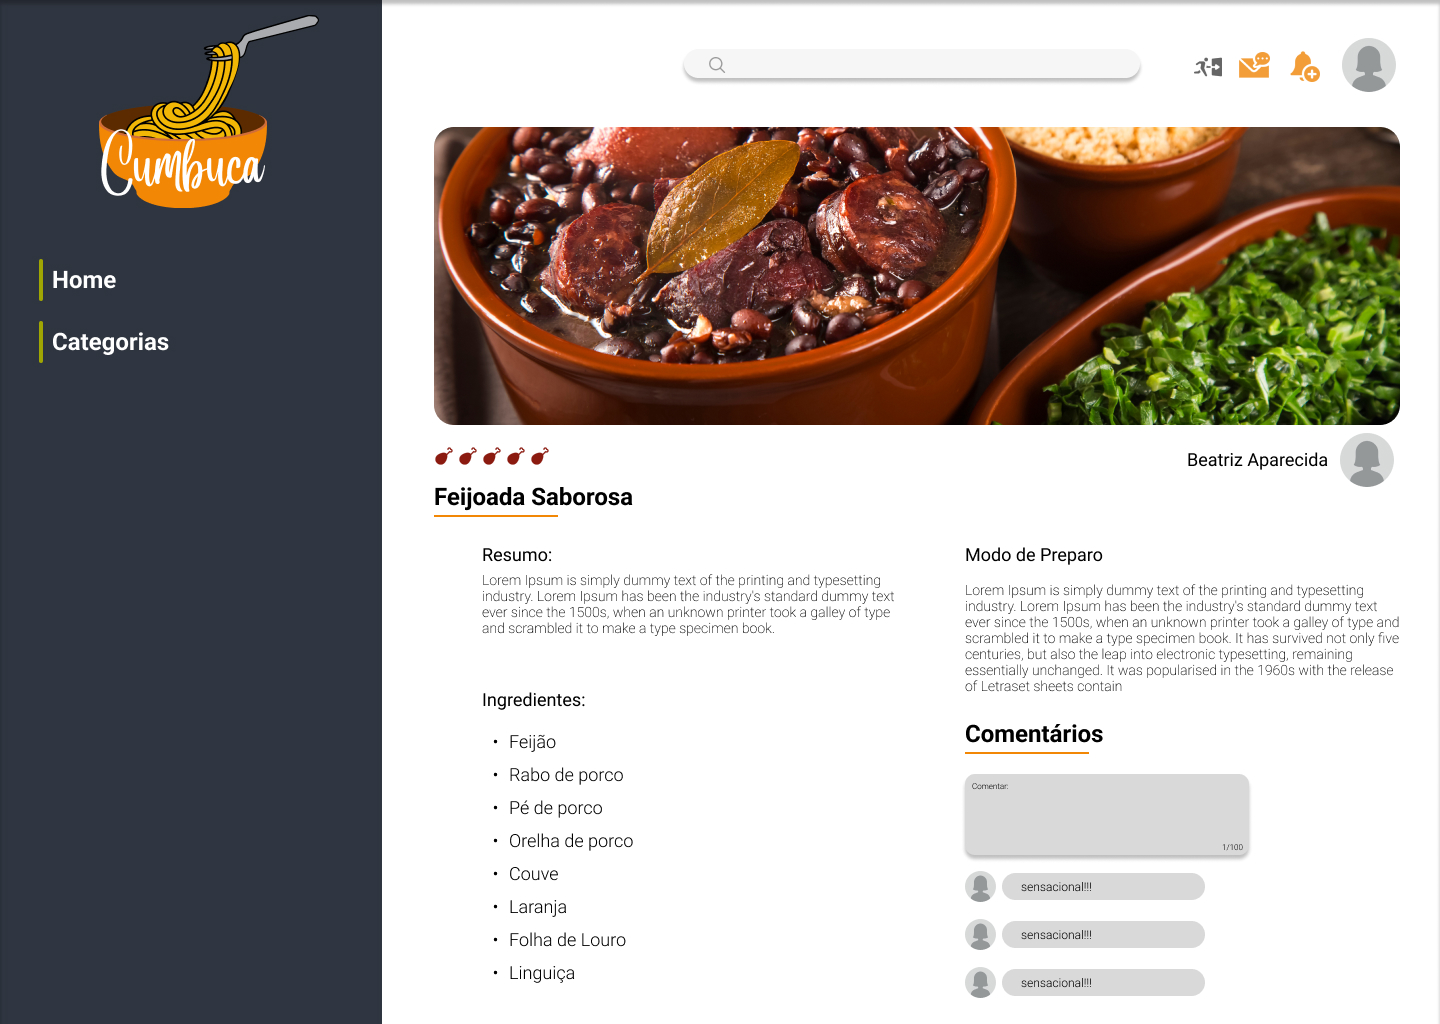 Cumbuca
Home
Categorias
Beatriz Aparecida
Feijoada Saborosa
Resumo:
Lorem Ipsum is simply dummy text of the printing and typesetting
industry. Lorem Ipsum has been the industry's standard dummy text
ever since the 1500s, when an unknown printer took a galley of type
and scrambled it to make a type specimen book.
Ingredientes:
• Feijão
• Rabo de porco
• Pé de porco
• Orelha de porco
• Couve
• Laranja
• Folha de Louro
• Linguiça
Modo de Preparo
Lorem Ipsum is simply dummy text of the printing and typesetting
industry. Lorem Ipsum has been the industry's standard dummy text
ever since the 1500s, when an unknown printer took a galley of type and
scrambled it to make a type specimen book. It has survived not only five
centuries, but also the leap into electronic typesetting, remaining
essentially unchanged. It was popularised in the 1960s with the release
of Letraset sheets contain
Comentários
Comentar:
1/100
sensacional!!!
sensacional!!!
sensacional!!!